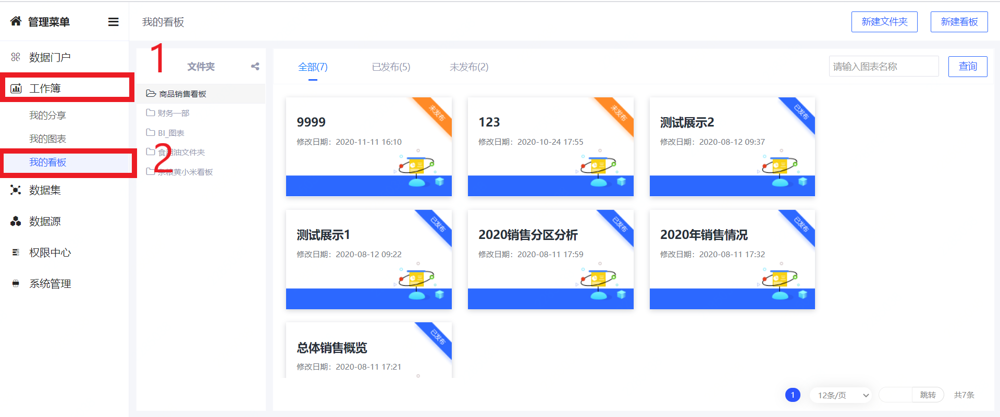 管理菜单
我的看板
新建文件夹
新建看板
数据门户
工作簿
我的分享
我的图表
我的看板
数据集
数据源
权限中心
系统管理
1
2
文件夹
商品销售看板
财务一部
BI_图表
食用油文件夹
杂粮黄小米看板
全部(7)
已发布(5)
未发布(2)
请输入图表名称
查询
9999
未发布
修改日期：2020-11-11 16:10
123
未发布
修改日期：2020-10-24 17:55
测试展示2
已发布
修改日期：2020-08-12 09:37
测试展示1
已发布
修改日期：2020-08-12 09:22
2020销售分区分析
已发布
修改日期：2020-08-11 17:59
2020年销售情况
已发布
修改日期：2020-08-11 17:32
总体销售概览
已发布
修改日期：2020-08-11 17:21
1
12条/页
跳转
共7条